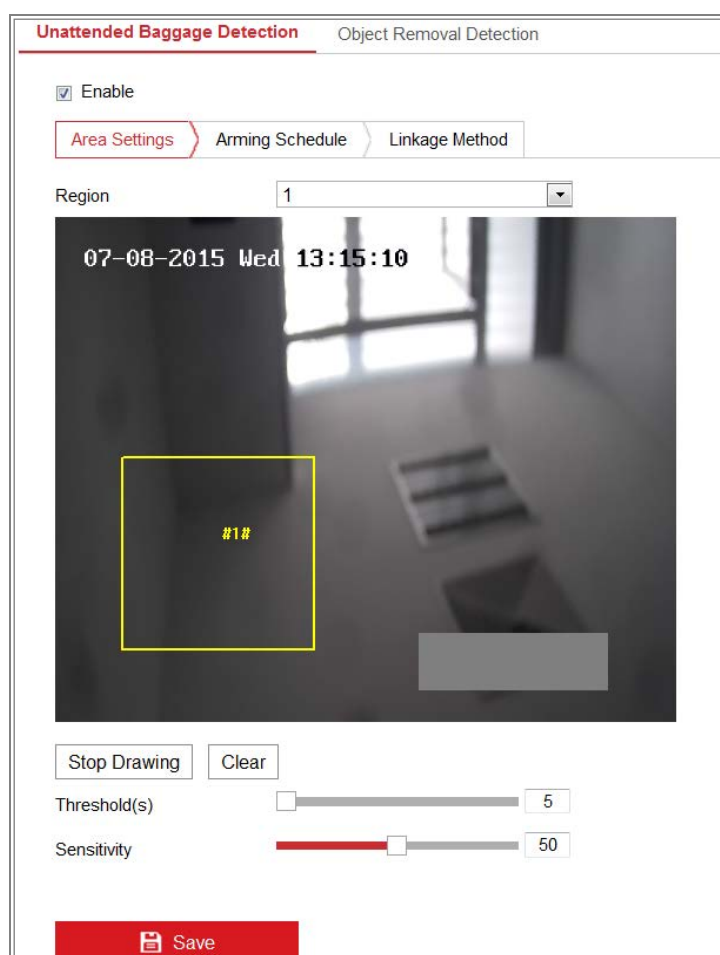 Unattended Baggage Detection Object Removal Detection
Enable
Area Settings Arming Schedule Linkage Method
Region 1
07-08-2015 Wed 13:15:10
#1#
Stop Drawing Clear
Threshold(s) 5
Sensitivity 50
Save